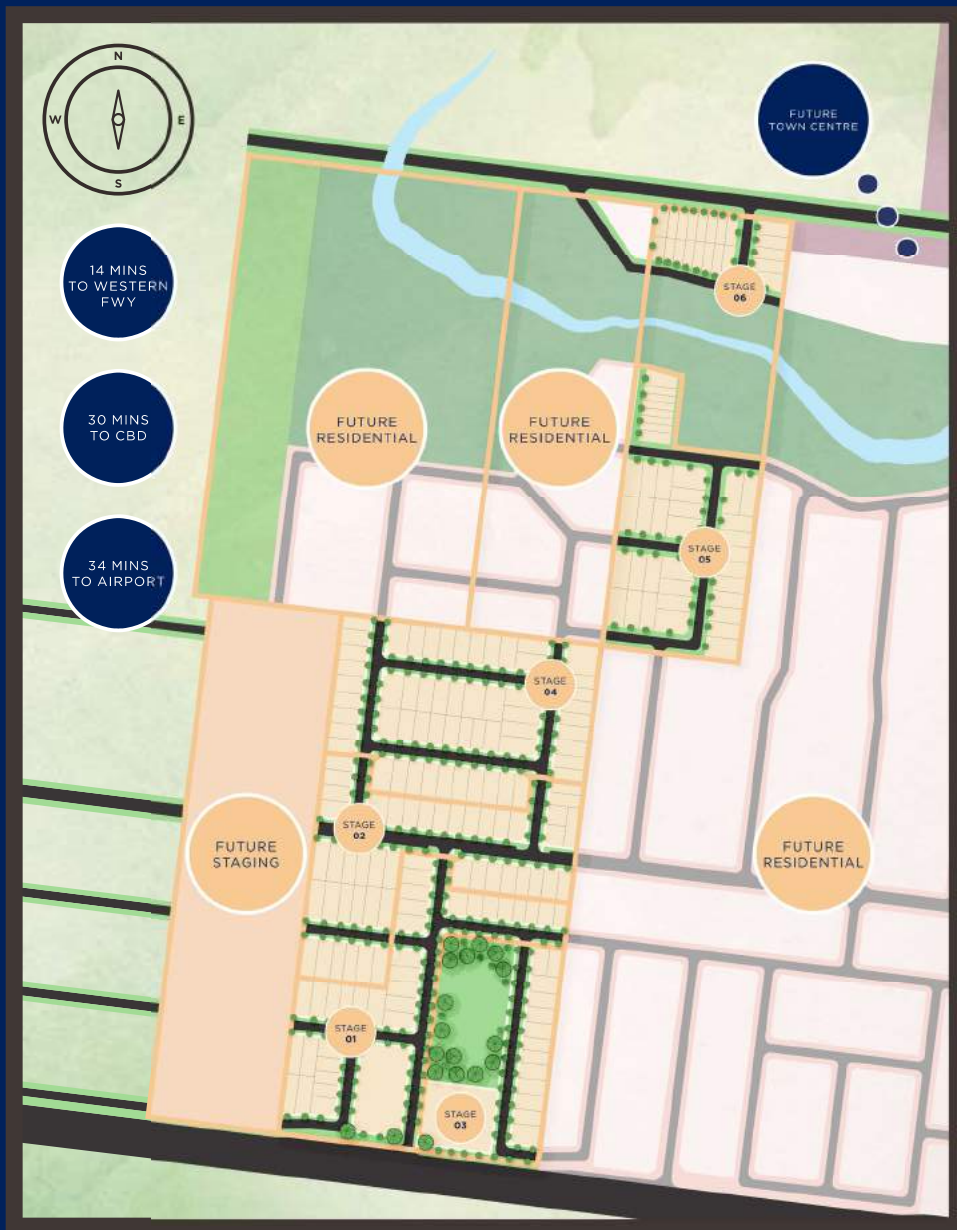 N
W
E
S
FUTURE
TOWN CENTRE
14 MINS
TO WESTERN
FWY
STAGE
06
30 MINS
TO CBD
FUTURE
RESIDENTIAL
FUTURE
RESIDENTIAL
34 MINS
TO AIRPORT
STAGE
05
STAGE
04
STAGE
02
FUTURE
STAGING
FUTURE
RESIDENTIAL
STAGE
01
STAGE
03